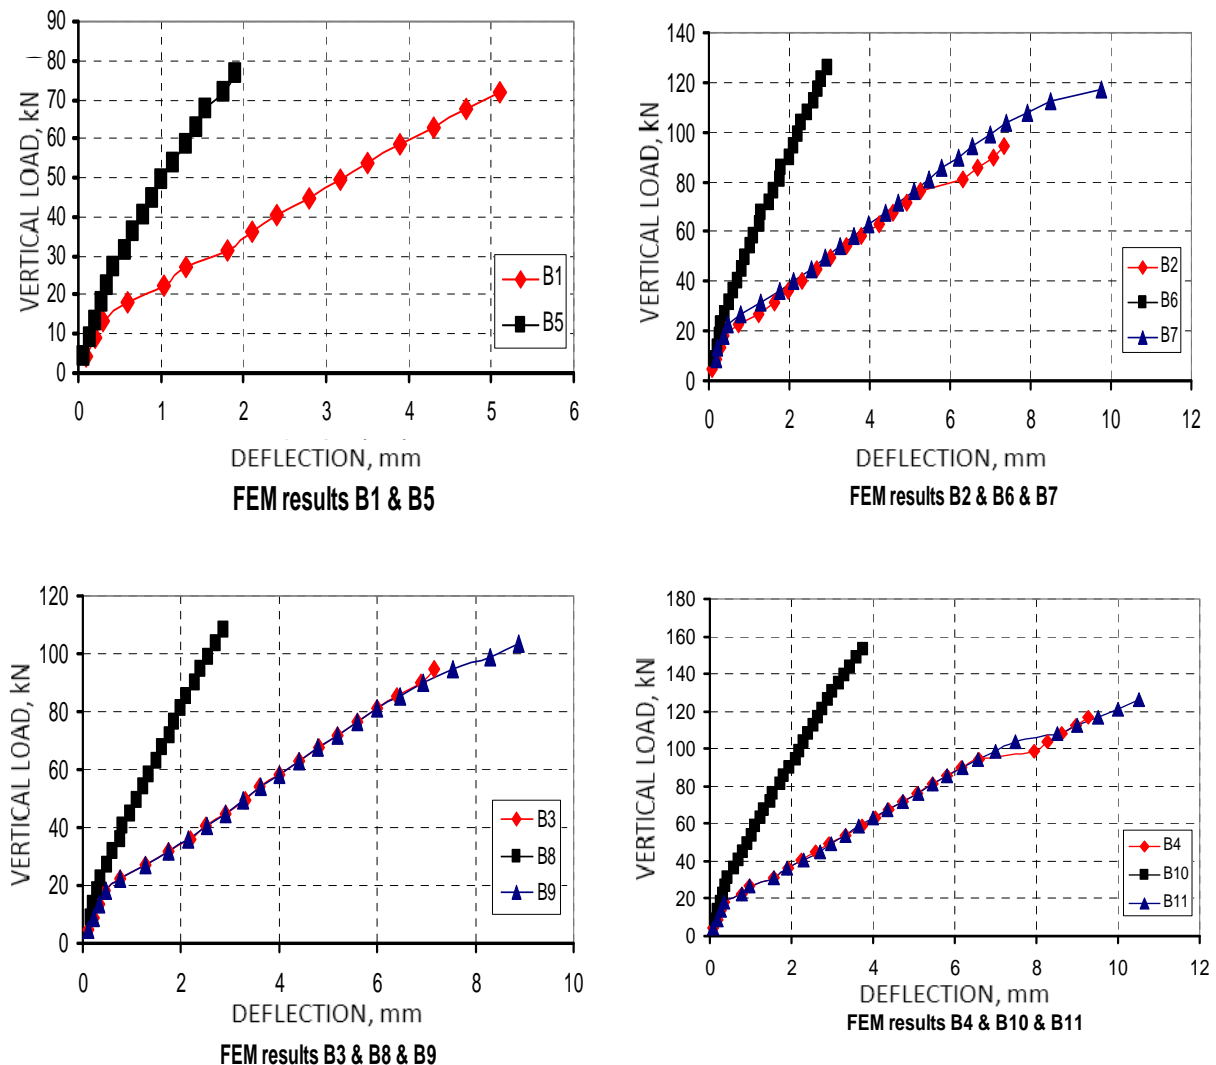 90
80
70
60
50
40
30
20
10
0
VERTICAL LOAD, kN
B1
B5
0 1 2 3 4 5 6
DEFLECTION, mm
FEM results B1 & B5
140
120
100
80
60
40
20
0
VERTICAL LOAD, kN
B2
B6
B7
0 2 4 6 8 10 12
DEFLECTION, mm
FEM results B2 & B6 & B7
120
100
80
60
40
20
0
VERTICAL LOAD, kN
B3
B8
B9
0 2 4 6 8 10
DEFLECTION, mm
FEM results B3 & B8 & B9
180
160
140
120
100
80
60
40
20
0
VERTICAL LOAD, kN
B4
B10
B11
0 2 4 6 8 10 12
DEFLECTION, mm
FEM results B4 & B10 & B11